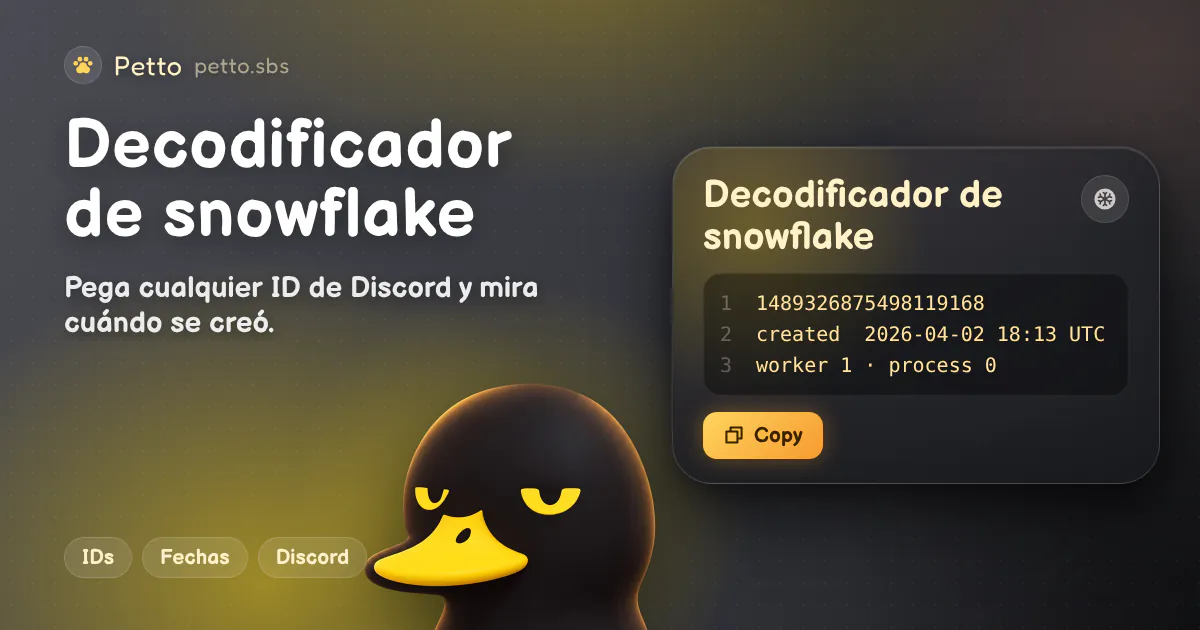 Petto petto.sbs
Decodificador
de snowflake
Pega cualquier ID de Discord y mira
cuándo se creó.
IDs Fechas Discord
Decodificador de
snowflake
1 1489326875498119168
2 created 2026-04-02 18:13 UTC
3 worker 1 · process 0
Copy